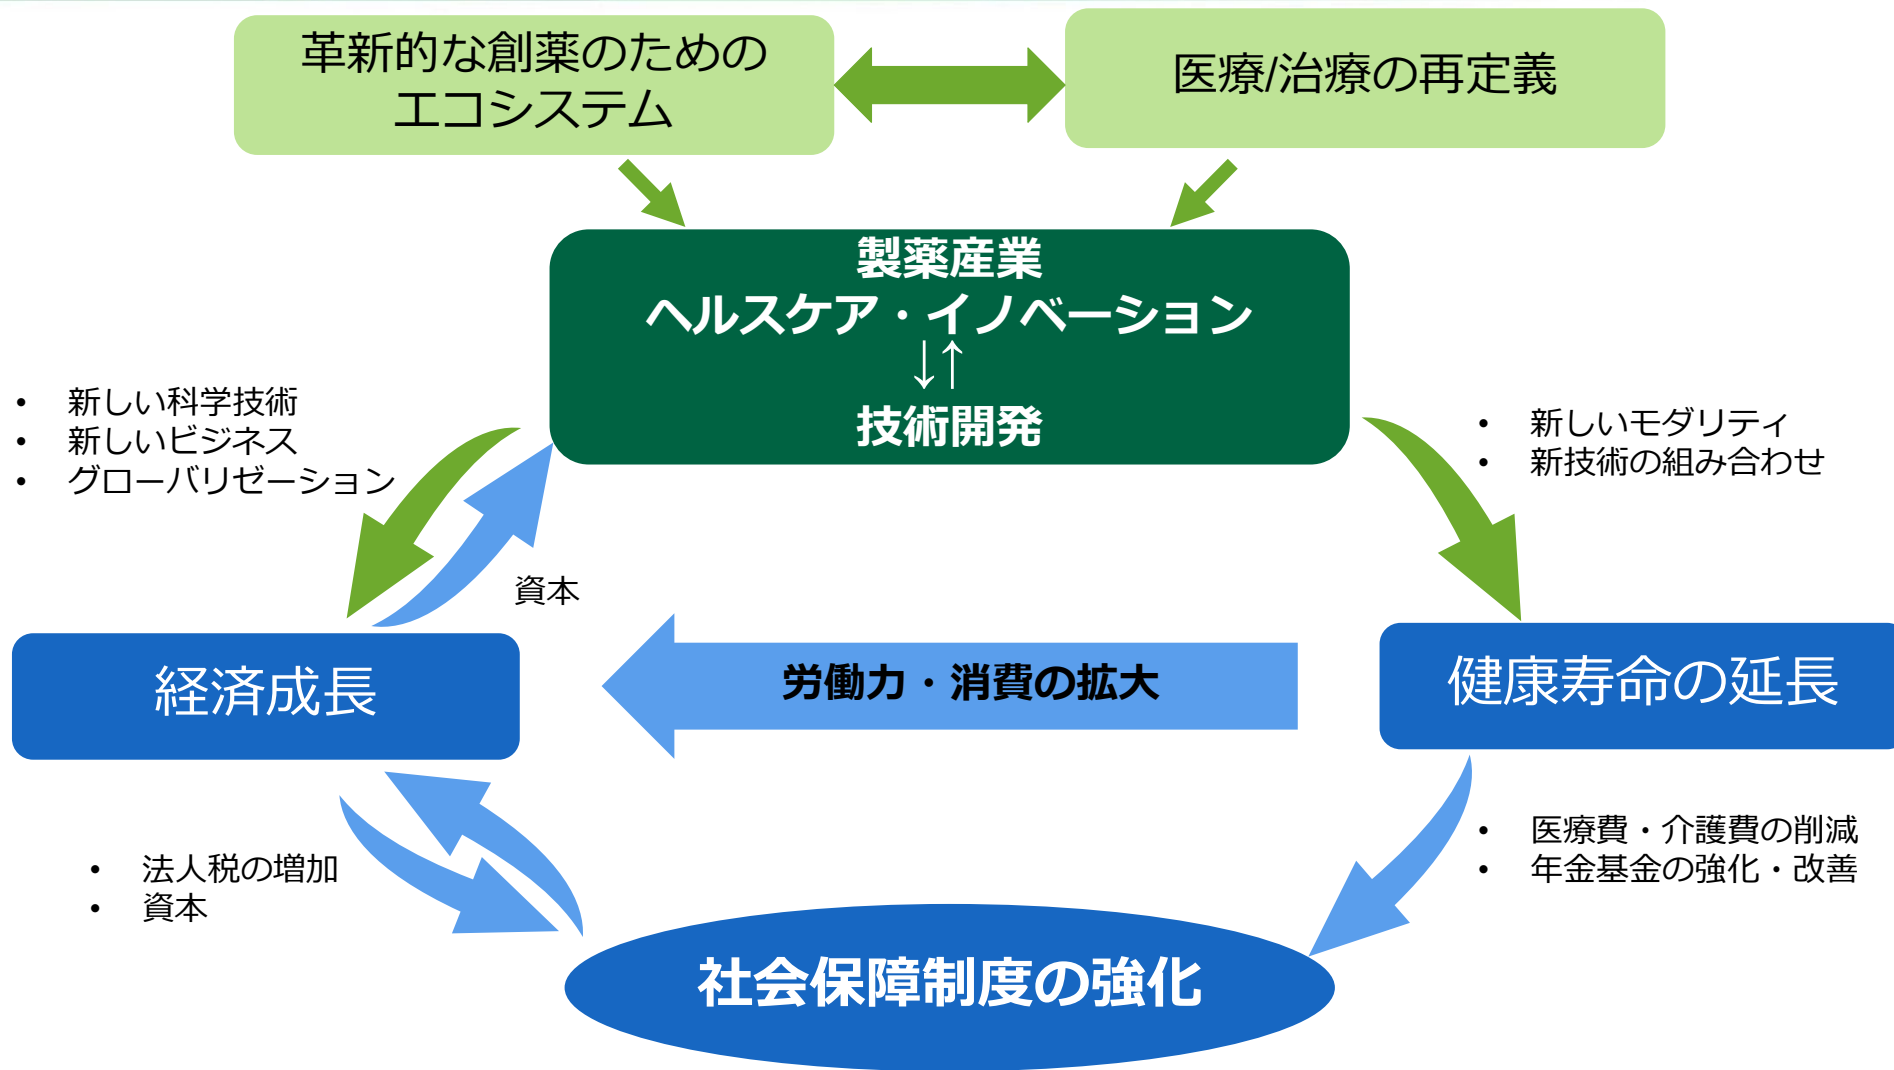 革新的な創薬のための
エコシステム
医療/治療の再定義
製薬産業
ヘルスケア・イノベーション
↓↑
技術開発
• 新しい科学技術
• 新しいビジネス
• グローバリゼーション
• 新しいモダリティ
• 新技術の組み合わせ
資本
経済成長
労働力・消費の拡大
健康寿命の延長
• 法人税の増加
• 資本
• 医療費・介護費の削減
• 年金基金の強化・改善
社会保障制度の強化